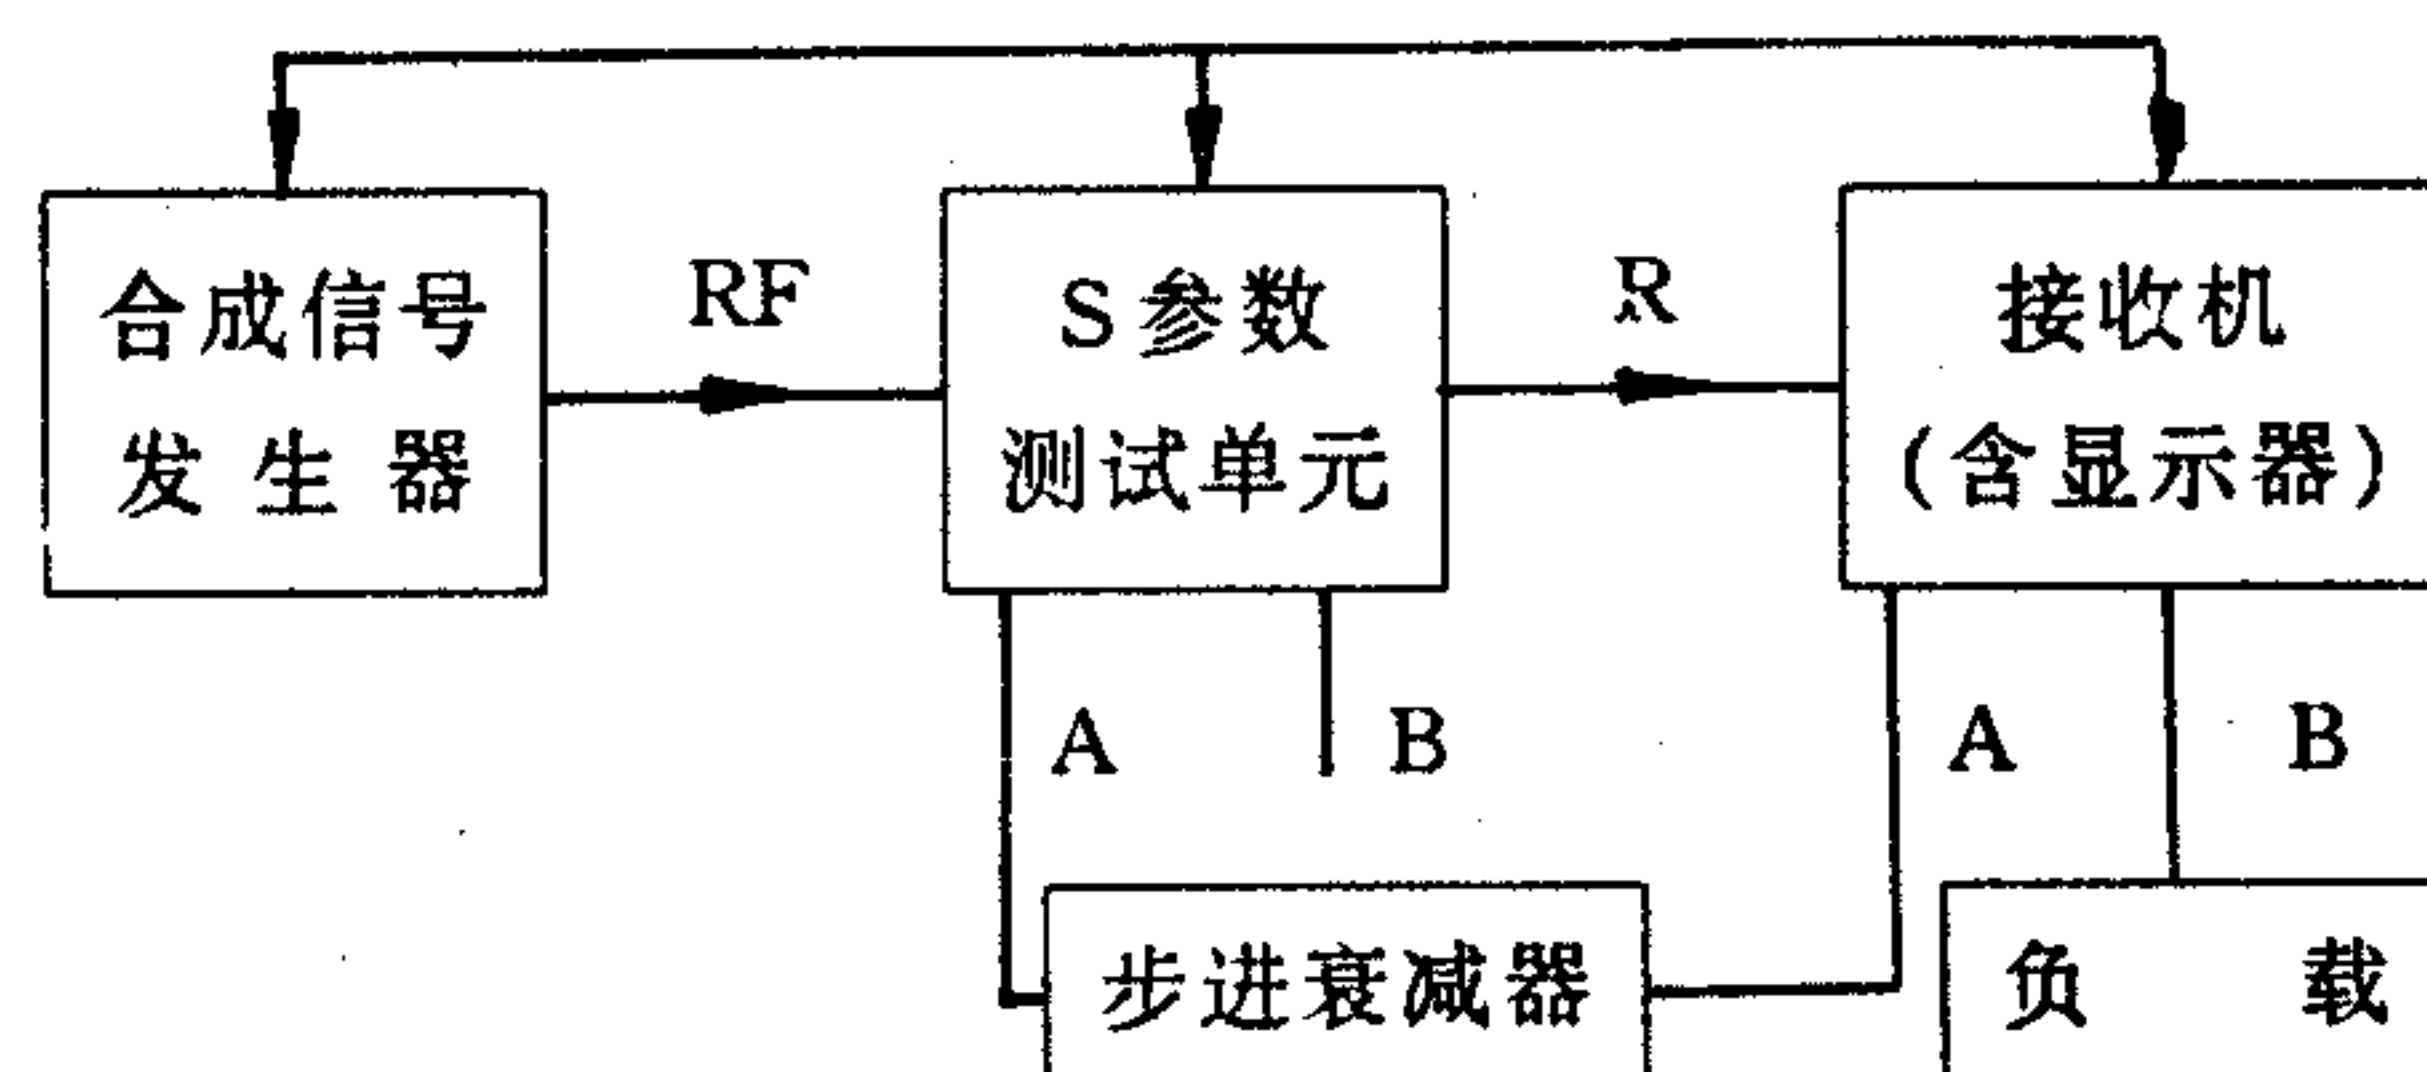 合成信号
发生器
RF
S参数
测试单元
R
接收机
(含显示器)
A
B
A
B
步进衰减器
负载